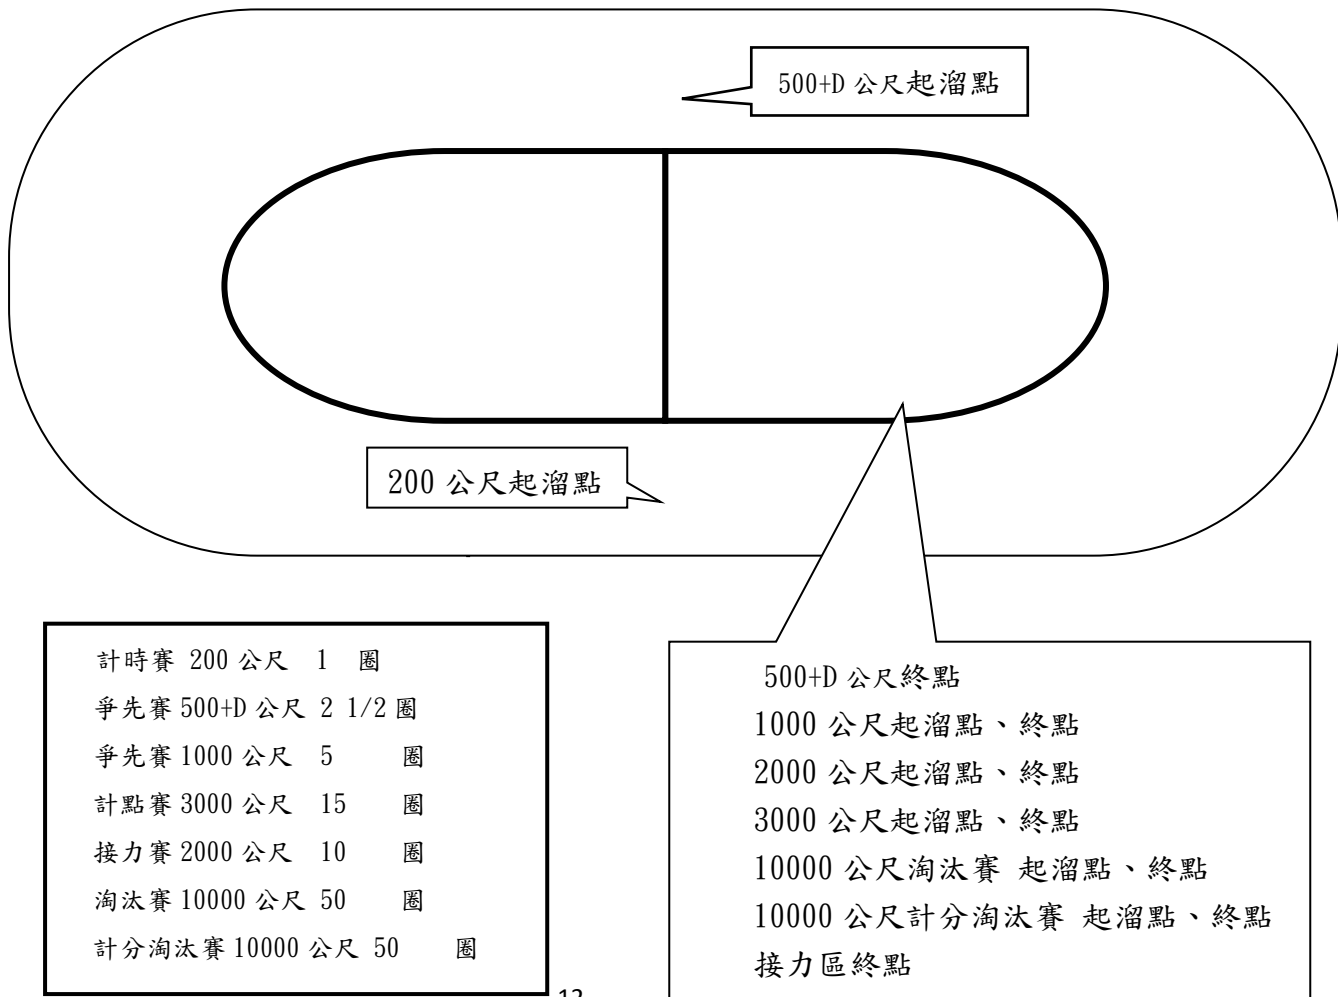 500+D 公尺起溜點
200 公尺起溜點
計時賽 200 公尺 1 圈
爭先賽 500+D 公尺 2 1/2 圈
爭先賽 1000 公尺 5 圈
計點賽 3000 公尺 15 圈
接力賽 2000 公尺 10 圈
淘汰賽 10000 公尺 50 圈
計分淘汰賽 10000 公尺 50 圈
500+D 公尺終點
1000 公尺起溜點、終點
2000 公尺起溜點、終點
3000 公尺起溜點、終點
10000 公尺淘汰賽 起溜點、終點
10000 公尺計分淘汰賽 起溜點、終點
接力區終點